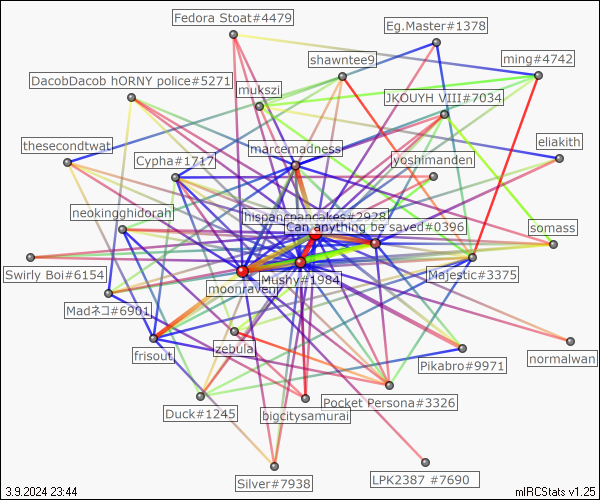 Fedora Stoat#4479
Eg.Master#1378
shawntee9
ming#4742
DacobDacob hORNY police#5271
mukszi
JKOUYH VIII#7034
thesecondtwat
marcemadness
eliakith
Cypha#1717
yoshimanden
neokingghidorah
hispanicpancakes#2928
Can anything be saved#0396
somass
Swirly Boi#6154
moonraven
Mushy#1984
Majestic#3375
Madネコ#6901
frisout
zebula
Pikabro#9971
normalwan
Duck#1245
bigcitysamurai
Pocket Persona#3326
Silver#7938
LPK2387 #7690
3.9.2024 23:44
mIRCStats v1.25